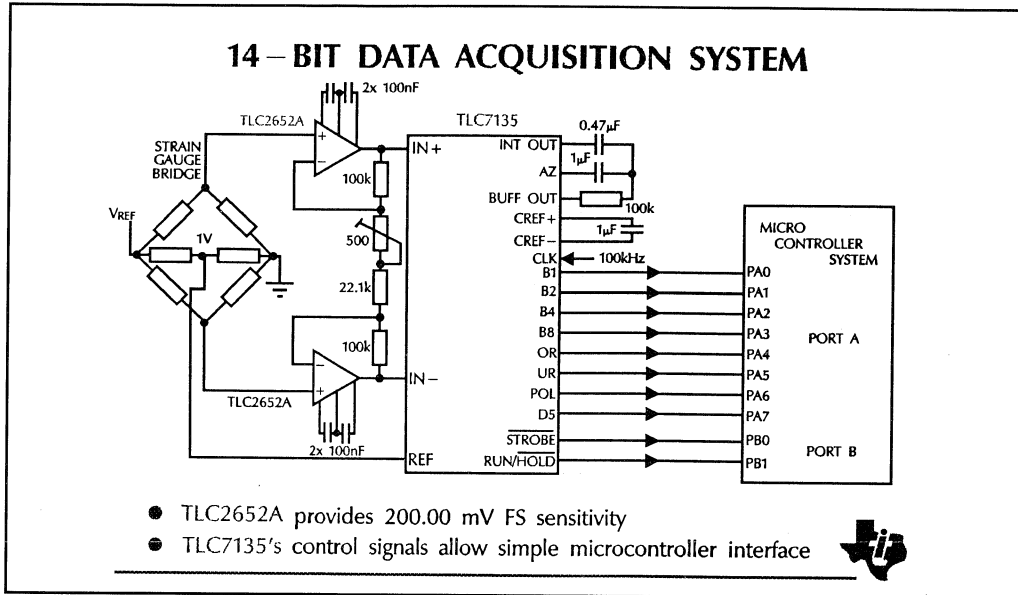 14 – BIT DATA ACQUISITION SYSTEM
2x 100nF
TLC2652A
TLC7135
STRAIN
GAUGE
BRIDGE
VREF
1V
100k
500
22.1k
100k
TLC2652A
2x 100nF
IN+
IN −
REF
INT OUT
AZ
BUFF OUT
CREF+
CREF−
CLK
B1
B2
B4
B8
OR
UR
POL
D5
STROBE
RUN/HOLD
0.47µF
1µF
100k
1µF
100kHz
MICRO
CONTROLLER
SYSTEM
PA0
PA1
PA2
PA3
PORT A
PA4
PA5
PA6
PA7
PB0
PORT B
PB1
● TLC2652A provides 200.00 mV FS sensitivity
● TLC7135's control signals allow simple microcontroller interface